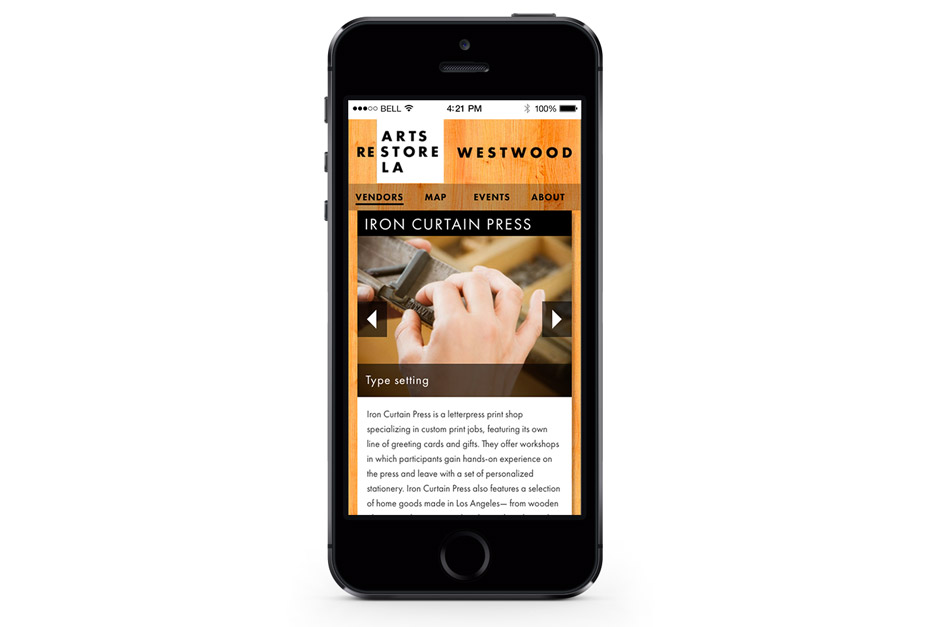 BELL 4:21 PM 100%
ARTS
RESTORE WESTWOOD
LA
VENDORS MAP EVENTS ABOUT
IRON CURTAIN PRESS
Type setting
Iron Curtain Press is a letterpress print shop
specializing in custom print jobs, featuring its own
line of greeting cards and gifts. They offer workshops
in which participants gain hands-on experience on
the press and leave with a set of personalized
stationery. Iron Curtain Press also features a selection
of home goods made in Los Angeles— from wooden